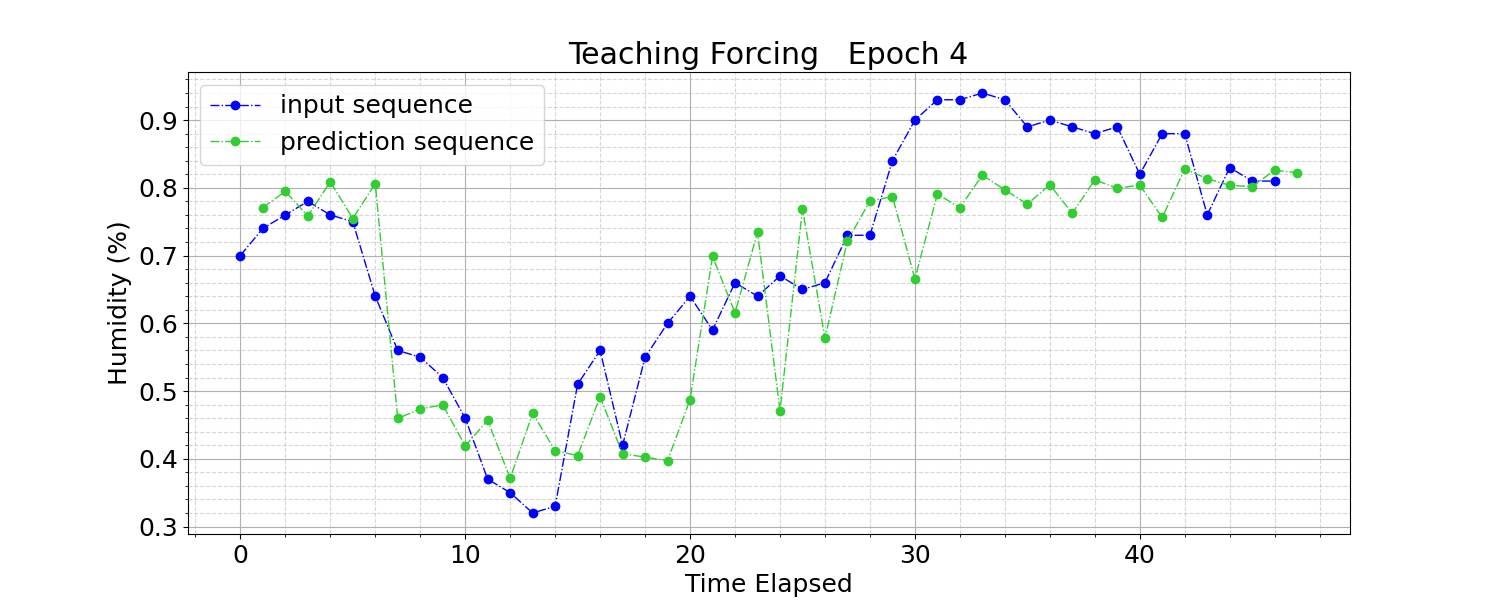 Teaching Forcing   Epoch 4
input sequence
prediction sequence
Humidity (%)
0.9
0.8
0.7
0.6
0.5
0.4
0.3
0 10 20 30 40
Time Elapsed